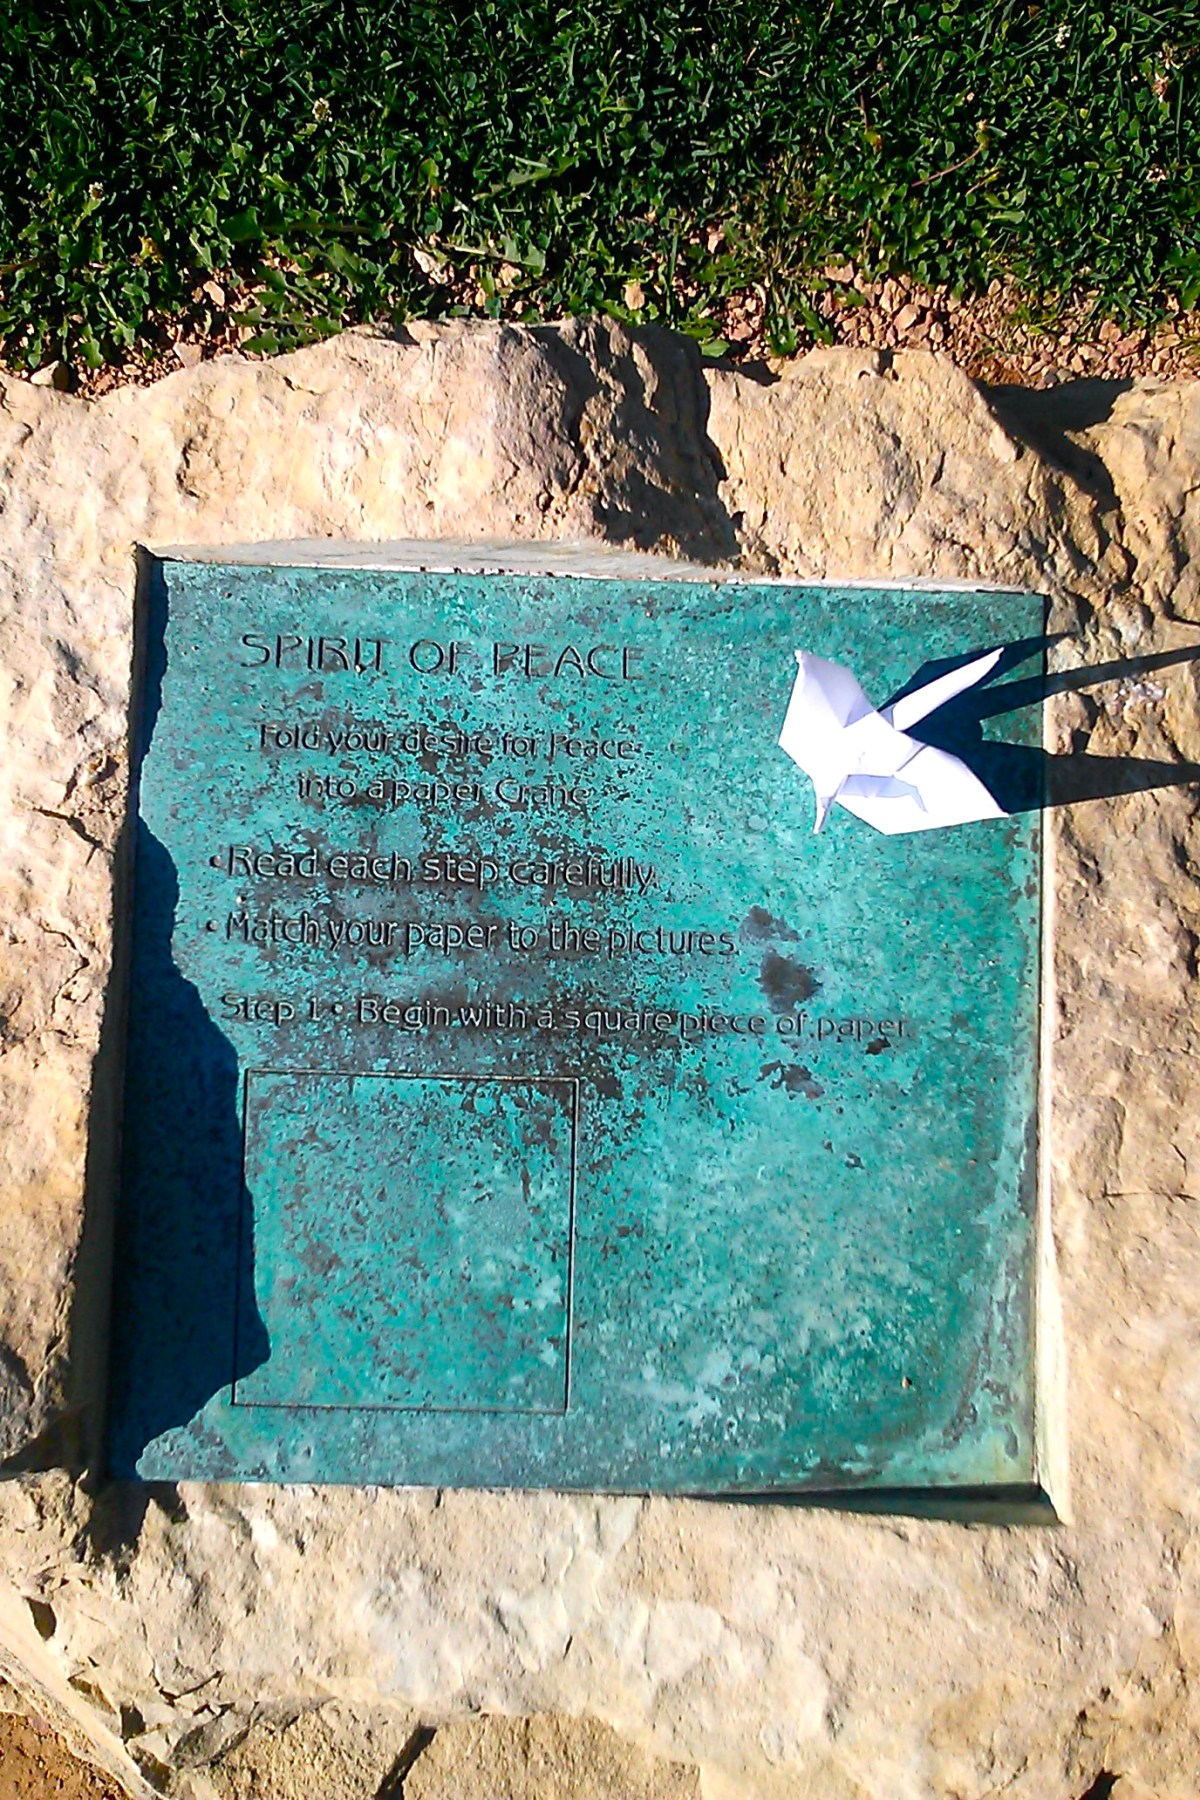 SPIRIT OF PEACE
Fold your desire for Peace
into a paper Crane
• Read each step carefully.
• Match your paper to the pictures.
Step 1 • Begin with a square piece of paper.